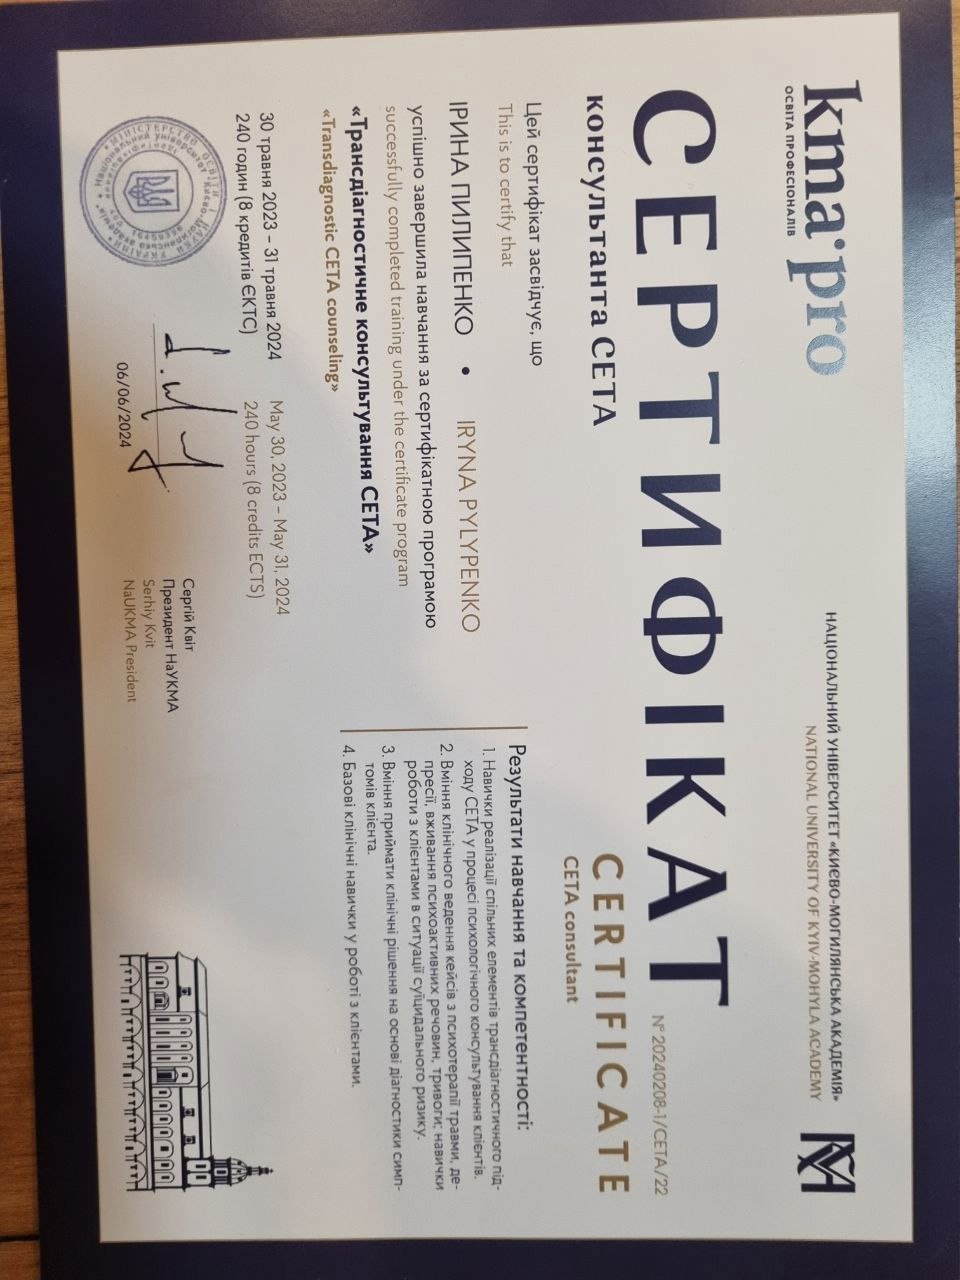 kma'pro
ОСВІТА ПРОФЕСІОНАЛІВ
НАЦІОНАЛЬНИЙ УНІВЕРСИТЕТ «КИЄВО-МОГИЛЯНСЬКА АКАДЕМІЯ»
NATIONAL UNIVERSITY OF KYIV-MOHYLA ACADEMY
СЕРТИФІКАТ
№ 20240208-1/CETA/22
консультанта СЕТА
CERTIFICATE
CETA consultant
Цей сертифікат засвідчує, що
This is to certify that
ІРИНА ПИЛИПЕНКО • IRYNA PYLYPENKO
успішно завершила навчання за сертифікатною програмою
successfully completed training under the certificate program
«Трансдіагностичне консультування СЕТА»
«Transdiagnostic CETA counseling»
30 травня 2023 – 31 травня 2024 May 30, 2023 – May 31, 2024
240 годин (8 кредитів ЄКТС) 240 hours (8 credits ECTS)
06/06/2024
Сергій Квіт
Президент НаУКМА
Serhiy Kvit
NaUKMA President
Результати навчання та компетентності:
1. Навички реалізації спільних елементів трансдіагностичного під-
ходу СЕТА у процесі психологічного консультування клієнтів.
2. Вміння клінічного ведення кейсів з психотерапії травми, де-
пресії, вживання психоактивних речовин, тривоги; навички
роботи з клієнтами в ситуації суїцидального ризику.
3. Вміння приймати клінічні рішення на основі діагностики симп-
томів клієнта.
4. Базові клінічні навички у роботі з клієнтами.